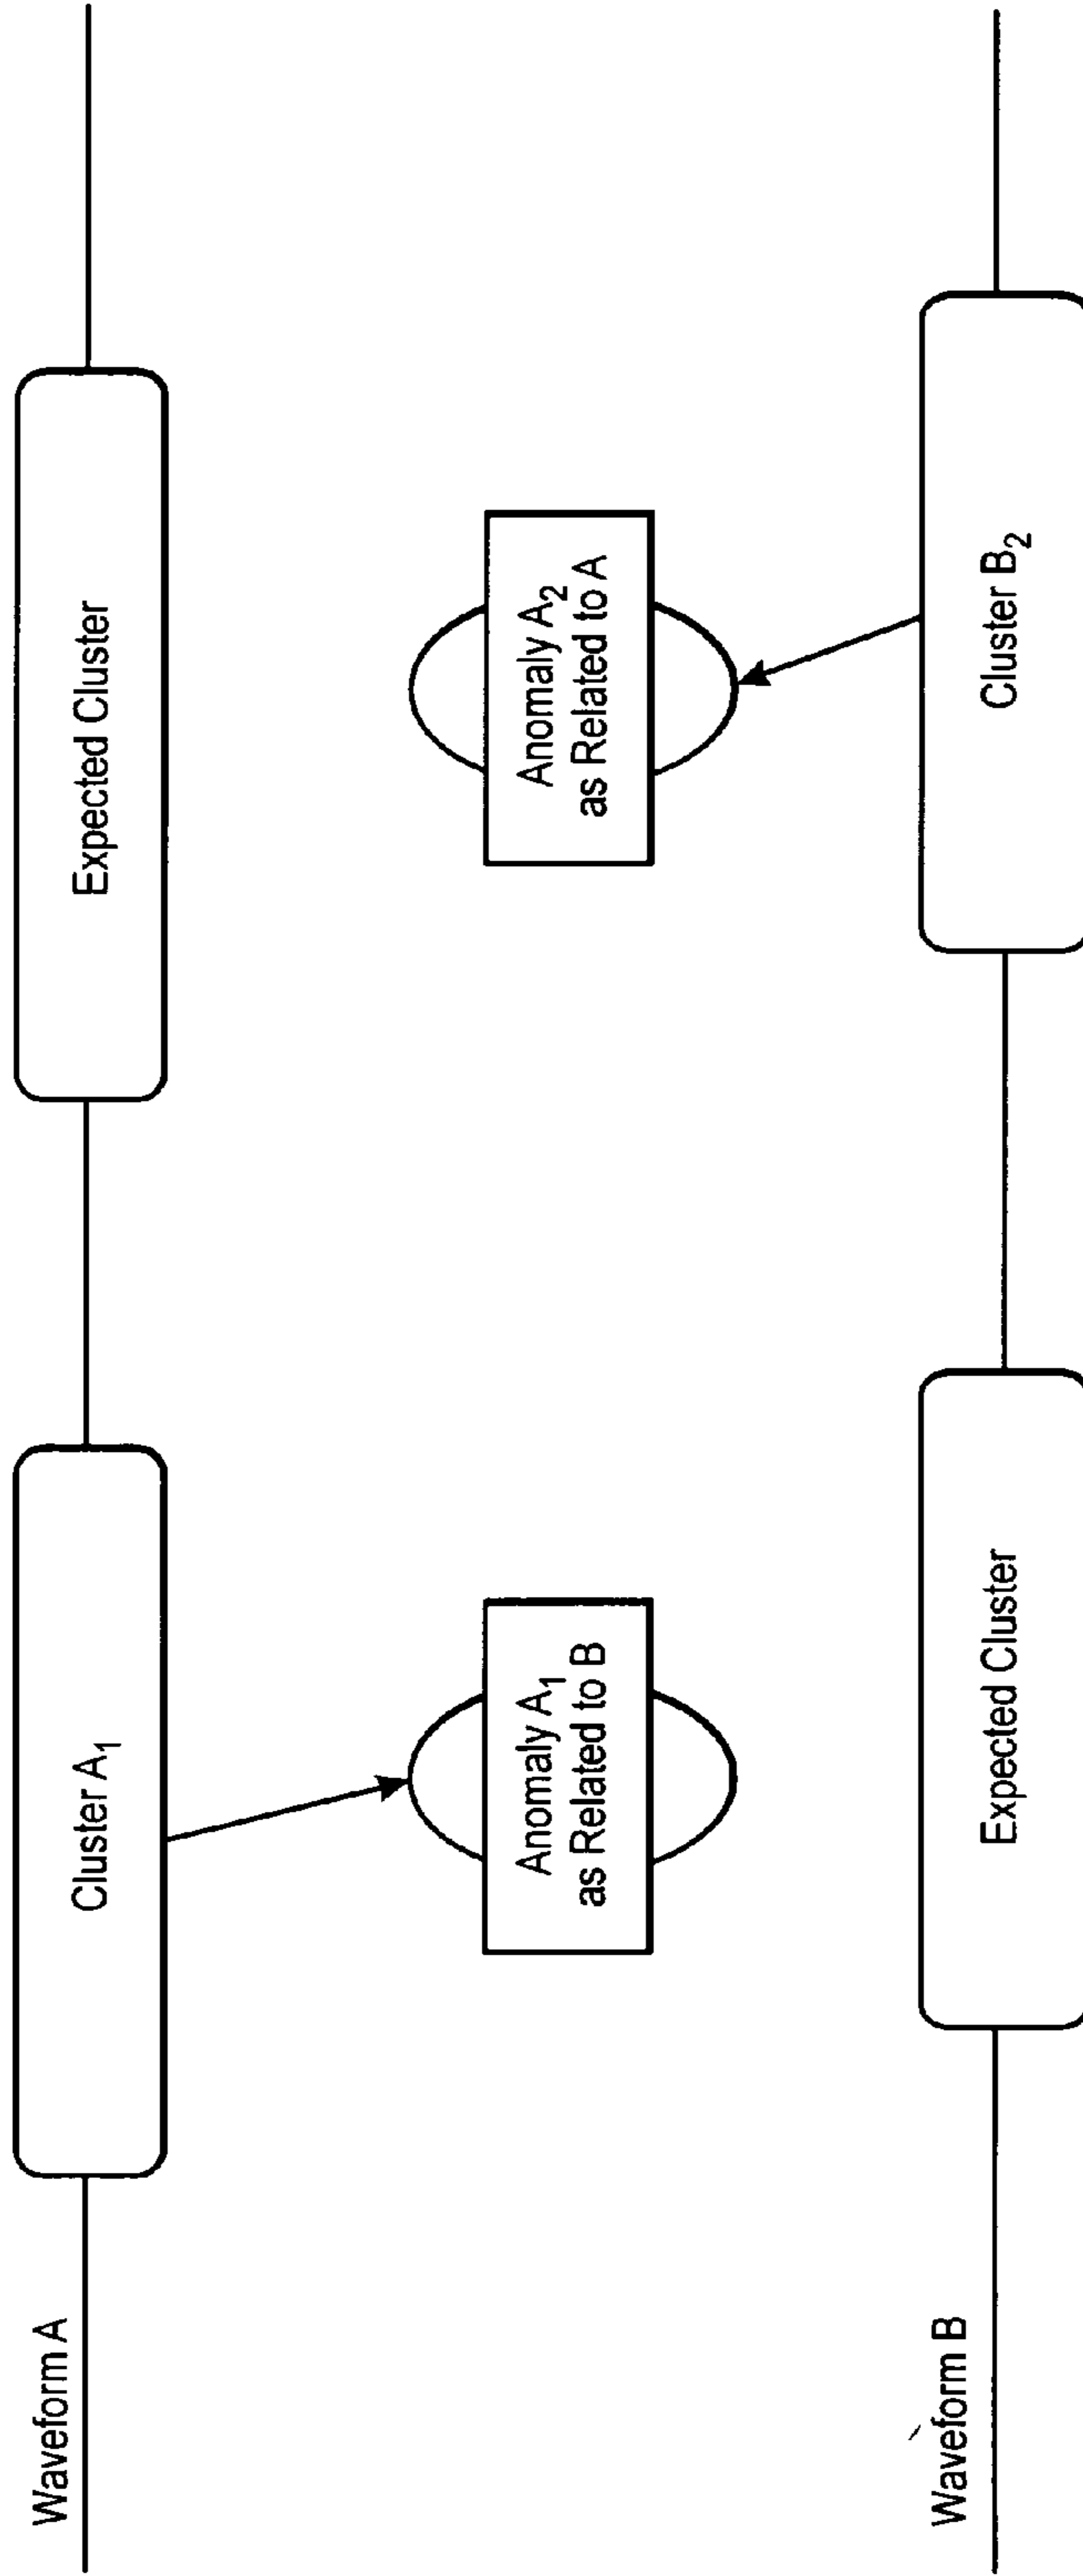 Waveform A
Cluster A₁
Expected Cluster
Anomaly A₁
as Related to B
Anomaly A₂
as Related to A
Waveform B
Expected Cluster
Cluster B₂